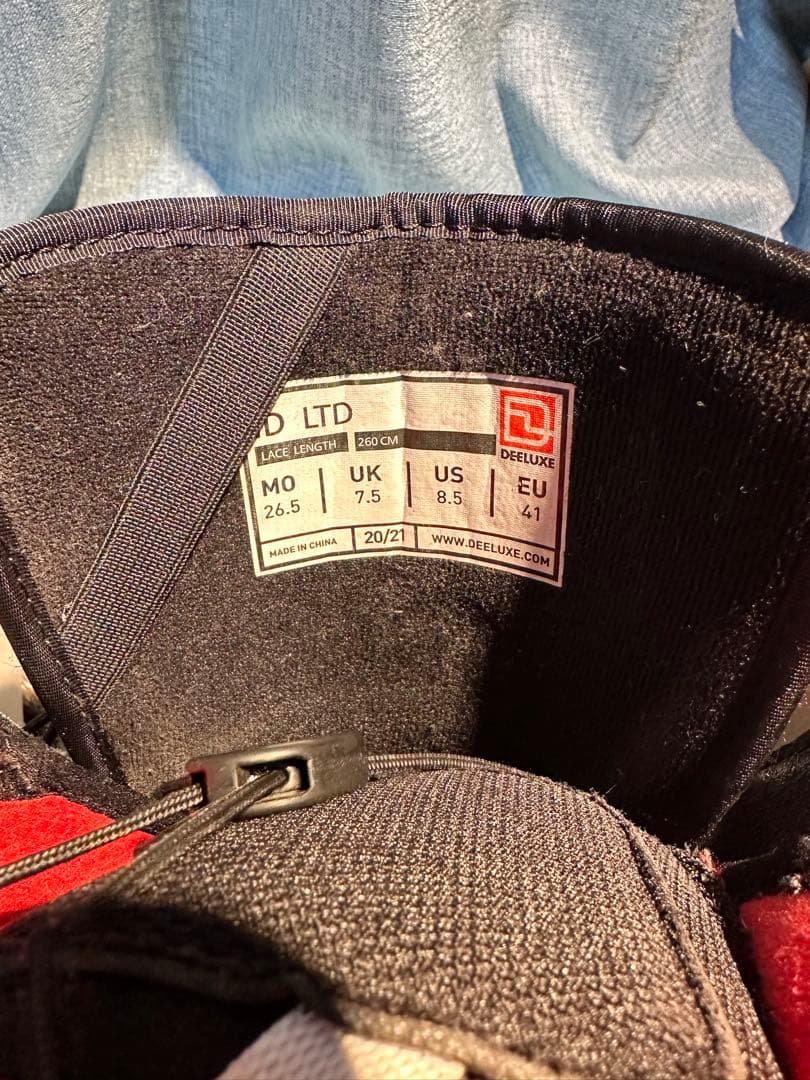 D LTD
LACE LENGTH 260 CM
DEELUXE
MO UK US EU
26.5 7.5 8.5 41
MADE IN CHINA 20/21 WWW.DEELUXE.COM